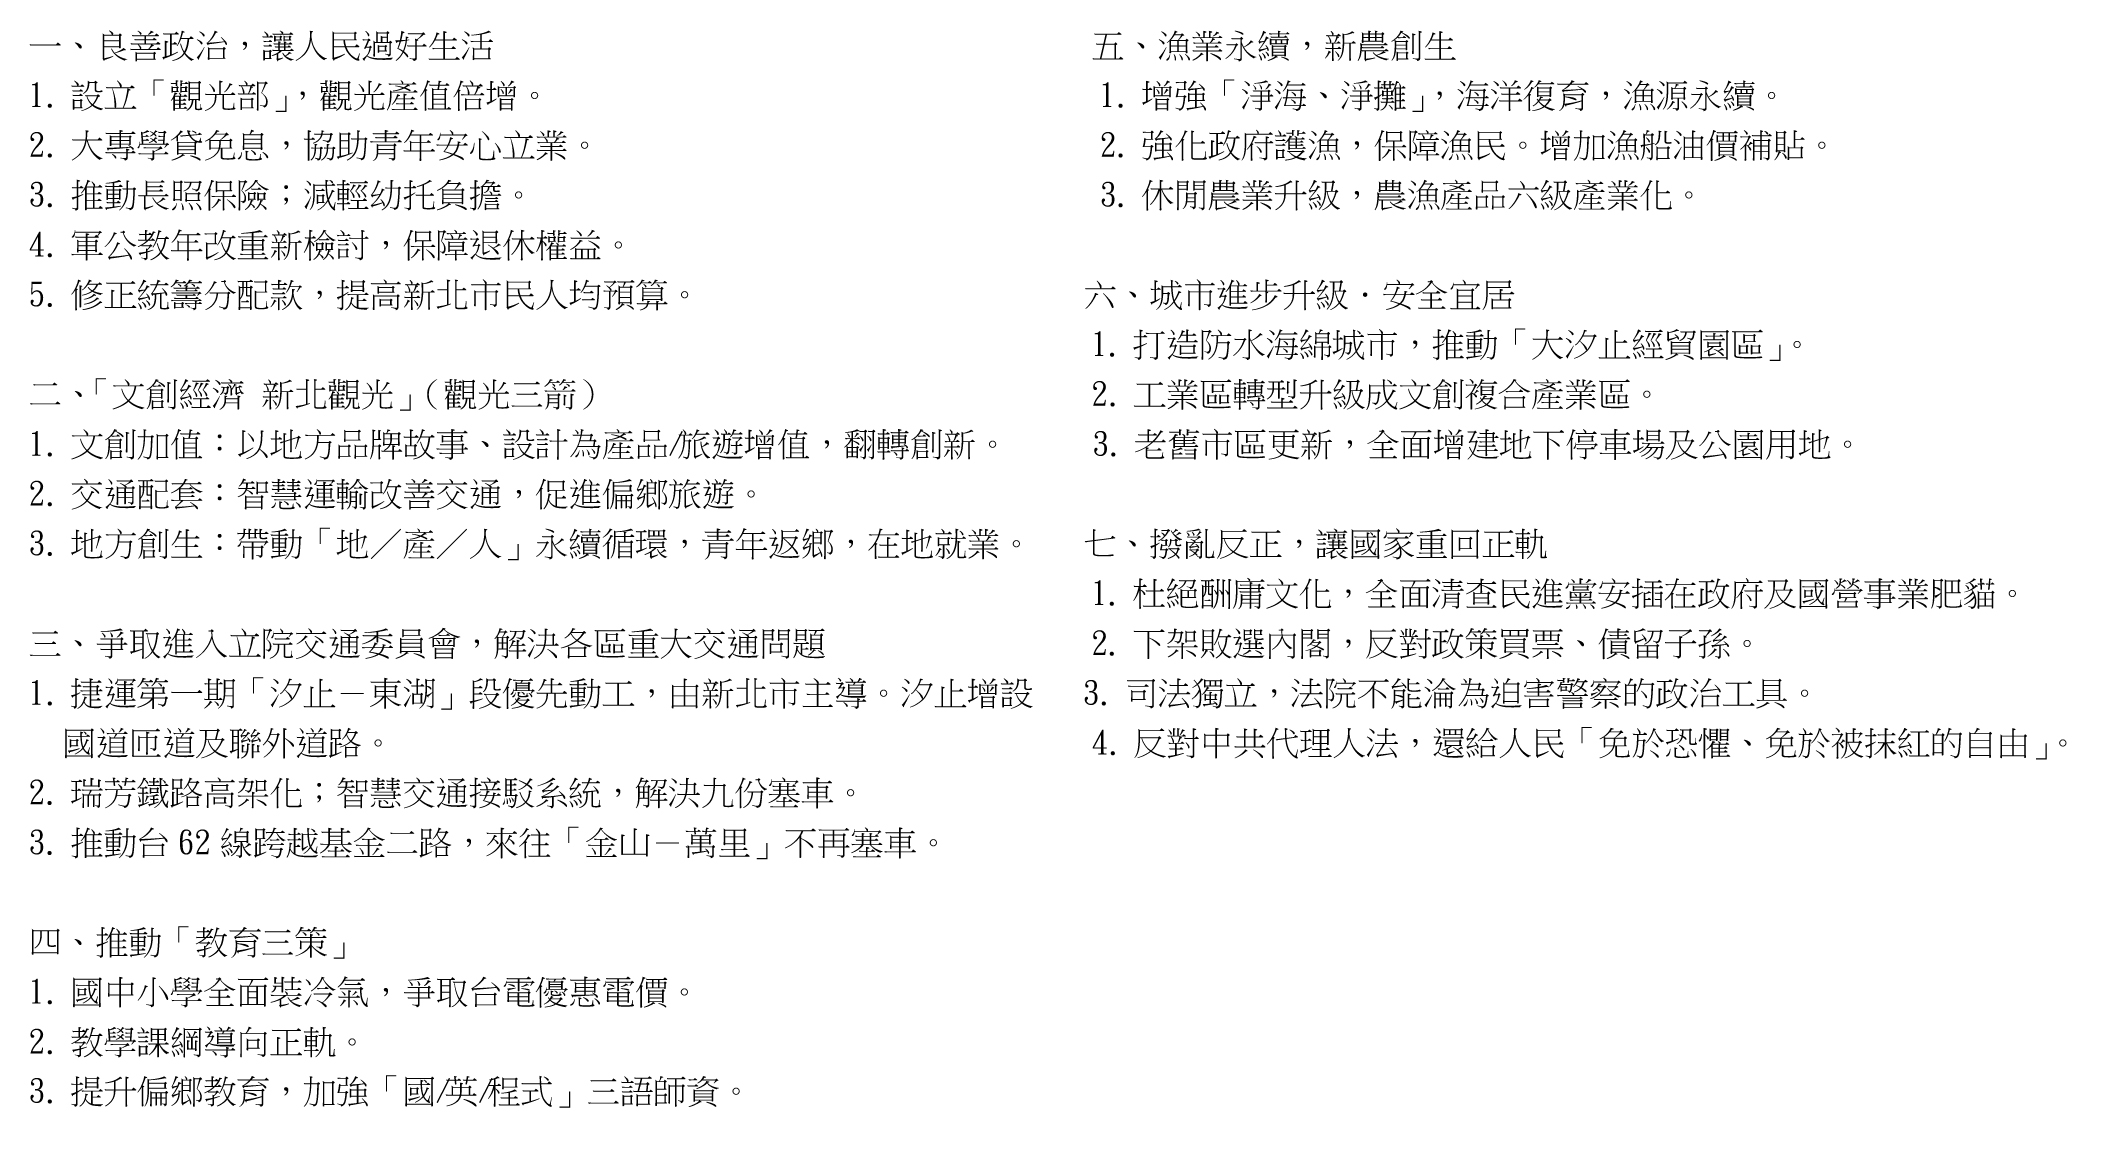 一、良善政治，讓人民過好生活
1. 設立「觀光部」，觀光產值倍增。
2. 大專學貸免息，協助青年安心立業。
3. 推動長照保險；減輕幼托負擔。
4. 軍公教年改重新檢討，保障退休權益。
5. 修正統籌分配款，提高新北市民人均預算。
二、「文創經濟 新北觀光」（觀光三箭）
1. 文創加值：以地方品牌故事、設計為產品/旅遊增值，翻轉創新。
2. 交通配套：智慧運輸改善交通，促進偏鄉旅遊。
3. 地方創生：帶動「地／產／人」永續循環，青年返鄉，在地就業。
三、爭取進入立院交通委員會，解決各區重大交通問題
1. 捷運第一期「汐止－東湖」段優先動工，由新北市主導。汐止增設
國道匝道及聯外道路。
2. 瑞芳鐵路高架化；智慧交通接駁系統，解決九份塞車。
3. 推動台 62 線跨越基金二路，來往「金山－萬里」不再塞車。
四、推動「教育三策」
1. 國中小學全面裝冷氣，爭取台電優惠電價。
2. 教學課綱導向正軌。
3. 提升偏鄉教育，加強「國/英/程式」三語師資。
五、漁業永續，新農創生
1. 增強「淨海、淨攤」，海洋復育，漁源永續。
2. 強化政府護漁，保障漁民。增加漁船油價補貼。
3. 休閒農業升級，農漁產品六級產業化。
六、城市進步升級．安全宜居
1. 打造防水海綿城市，推動「大汐止經貿園區」。
2. 工業區轉型升級成文創複合產業區。
3. 老舊市區更新，全面增建地下停車場及公園用地。
七、撥亂反正，讓國家重回正軌
1. 杜絕酬庸文化，全面清查民進黨安插在政府及國營事業肥貓。
2. 下架敗選內閣，反對政策買票、債留子孫。
3. 司法獨立，法院不能淪為迫害警察的政治工具。
4. 反對中共代理人法，還給人民「免於恐懼、免於被抹紅的自由」。